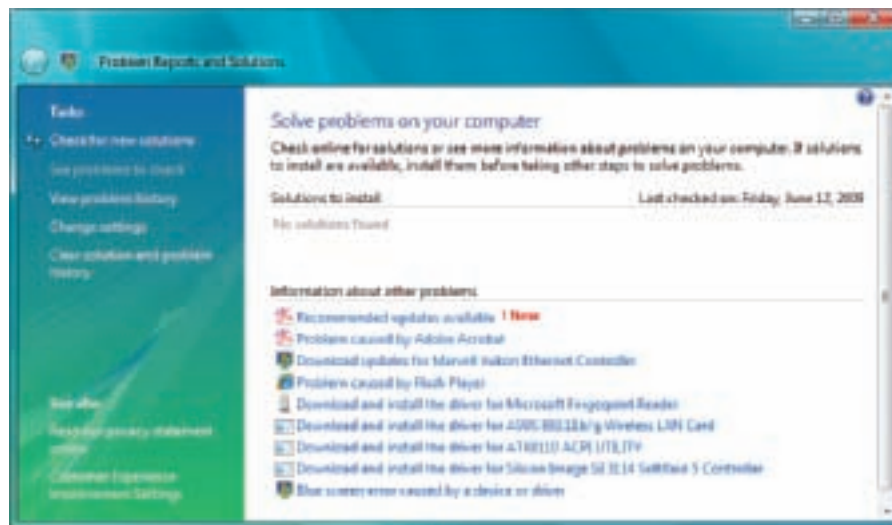 Problem Reports and Solutions
Tasks
Check for new solutions
See problems to check
View problem history
Change settings
Clear solution and problem
history
See also
Read our privacy statement
online
Customer Experience
Improvement Settings
Solve problems on your computer
Check online for solutions or see more information about problems on your computer. If solutions
to install are available, install them before taking other steps to solve problems.
Solutions to install
Last checked on: Friday, June 12, 2009
No solutions found
Information about other problems
Recommended updates available ! New
Problem caused by Adobe Acrobat
Download updates for Marvell Yukon Ethernet Controller
Problem caused by Flash Player
Download and install the driver for Microsoft Fingerprint Reader
Download and install the driver for ASUS 802.11b/g Wireless LAN Card
Download and install the driver for ATK0110 ACPI UTILITY
Download and install the driver for Silicon Image SiI 3114 SoftRaid 5 Controller
Blue screen error caused by a device or driver